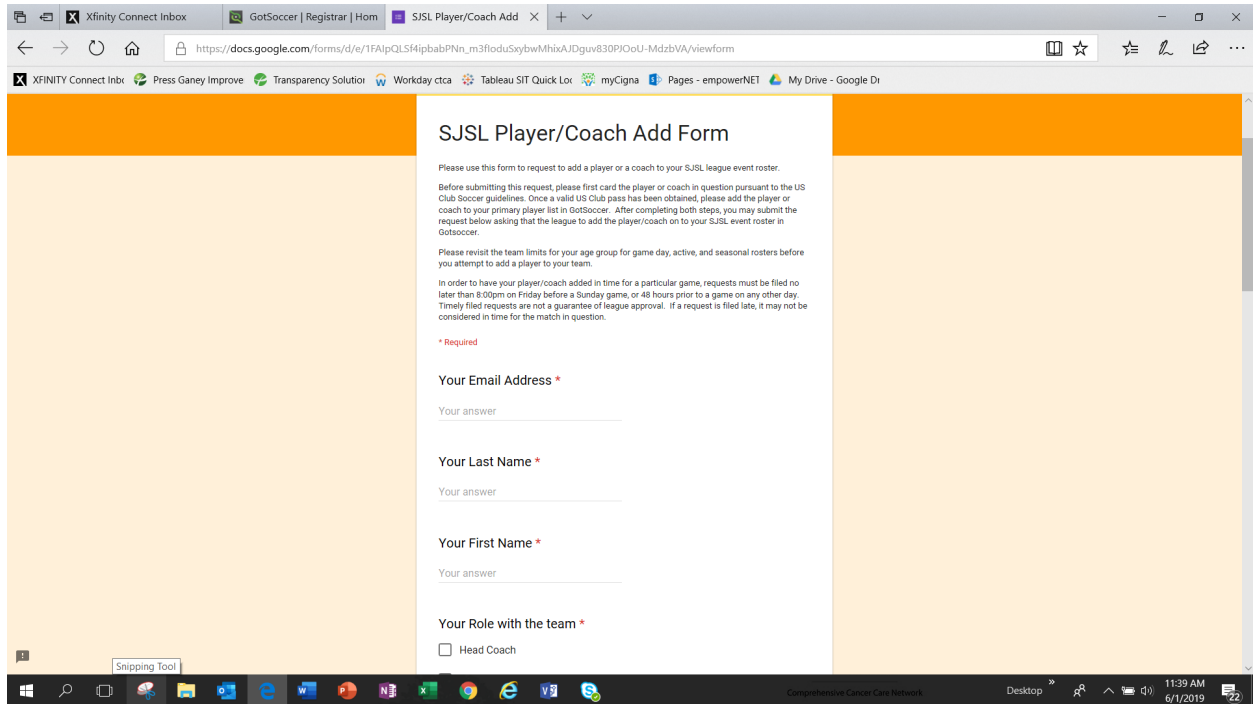 Xfinity Connect Inbox
GotSoccer | Registrar | Hom
SJSL Player/Coach Add
https://docs.google.com/forms/d/e/1FAIpQLSf4ipbabPNn_m3floduSxybwMhixAJDguv830PJOoU-MdzbVA/viewform
XFINITY Connect Inbo
Press Ganey Improve
Transparency Solution
Workday ctca
Tableau SIT Quick Loc
myCigna
Pages - empowerNET
My Drive - Google Dr
SJSL Player/Coach Add Form
Please use this form to request to add a player or a coach to your SJSL league event roster.
Before submitting this request, please first card the player or coach in question pursuant to the US
Club Soccer guidelines. Once a valid US Club pass has been obtained, please add the player or
coach to your primary player list in GotSoccer. After completing both steps, you may submit the
request below asking that the league to add the player/coach on to your SJSL event roster in
Gotsoccer.
Please revisit the team limits for your age group for game day, active, and seasonal rosters before
you attempt to add a player to your team.
In order to have your player/coach added in time for a particular game, requests must be filed no
later than 8:00pm on Friday before a Sunday game, or 48 hours prior to a game on any other day.
Timely filed requests are not a guarantee of league approval. If a request is filed late, it may not be
considered in time for the match in question.
* Required
Your Email Address *
Your answer
Your Last Name *
Your answer
Your First Name *
Your answer
Your Role with the team *
Head Coach
Snipping Tool
Comprehensive Cancer Care Network
Desktop
11:39 AM
6/1/2019
22